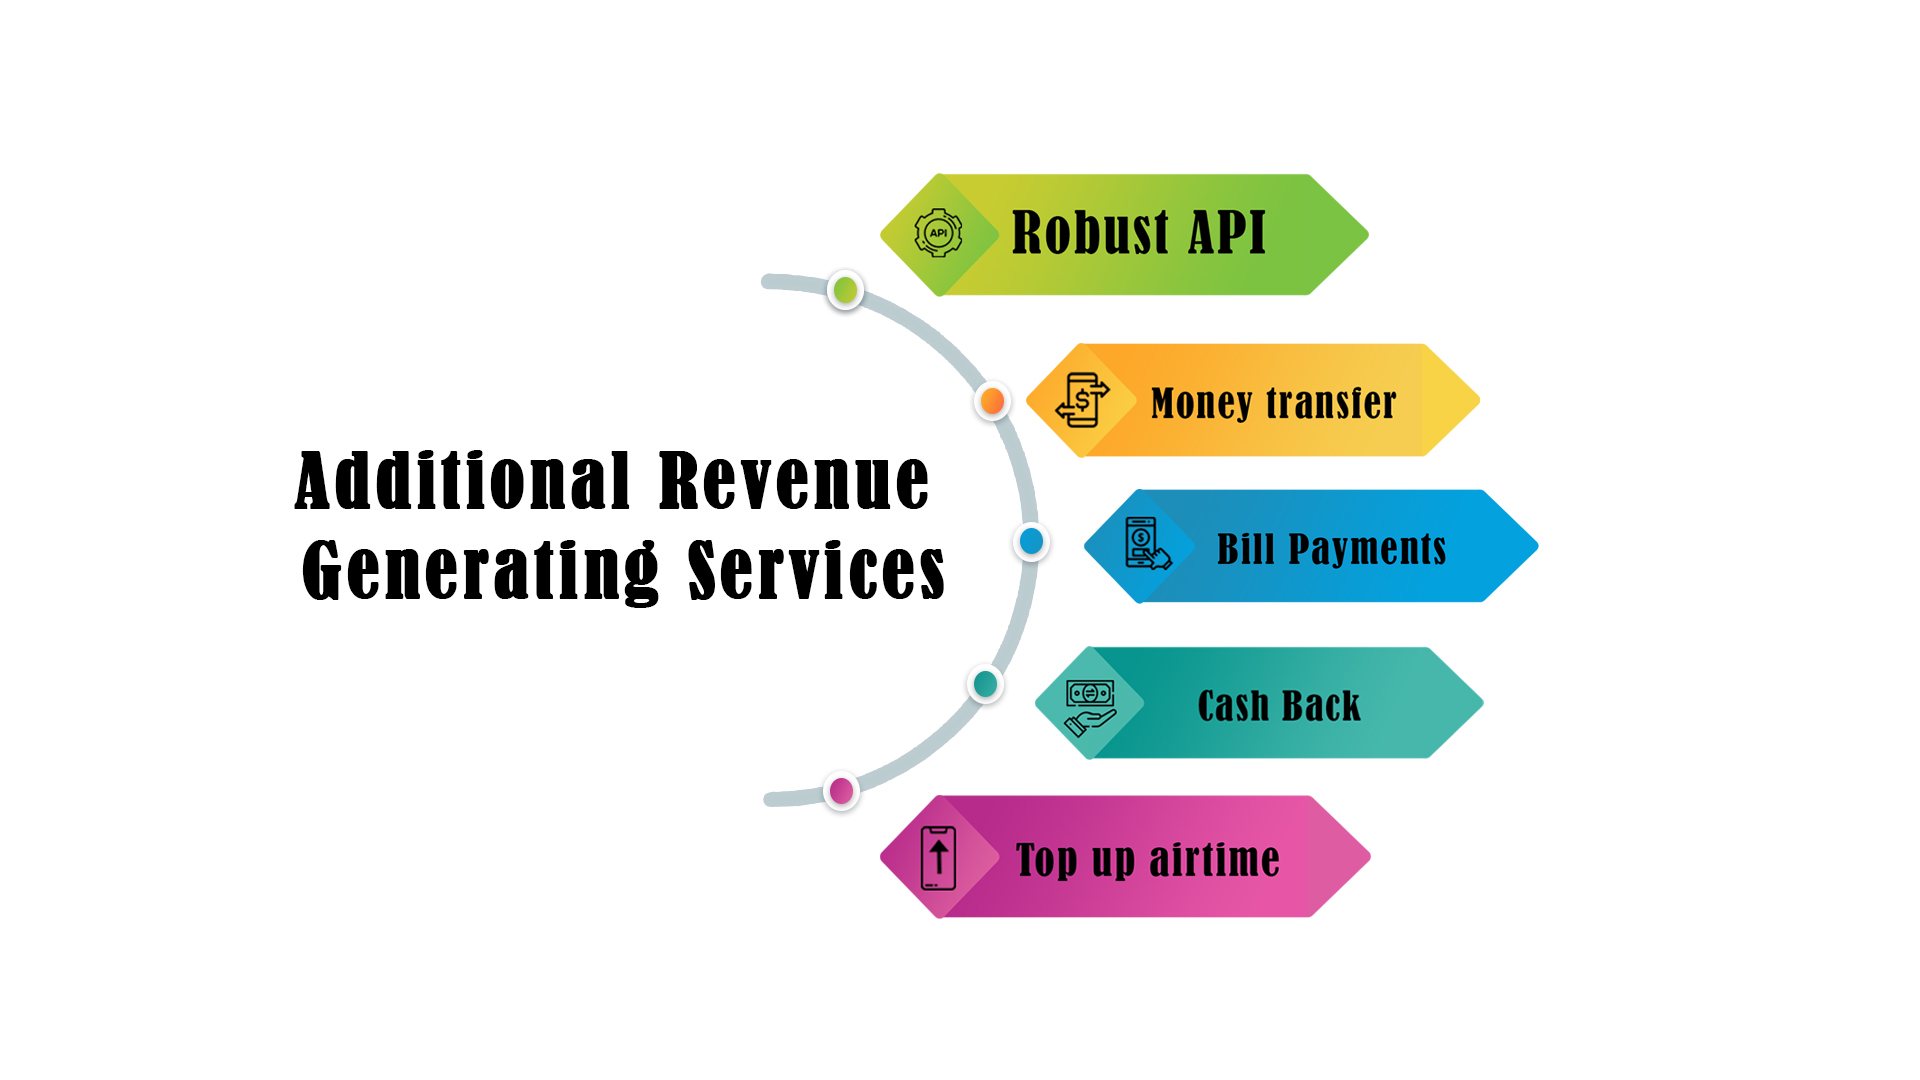 Additional Revenue
Generating Services
API
Robust API
$
Money transfer
$
Bill Payments
Cash Back
Top up airtime